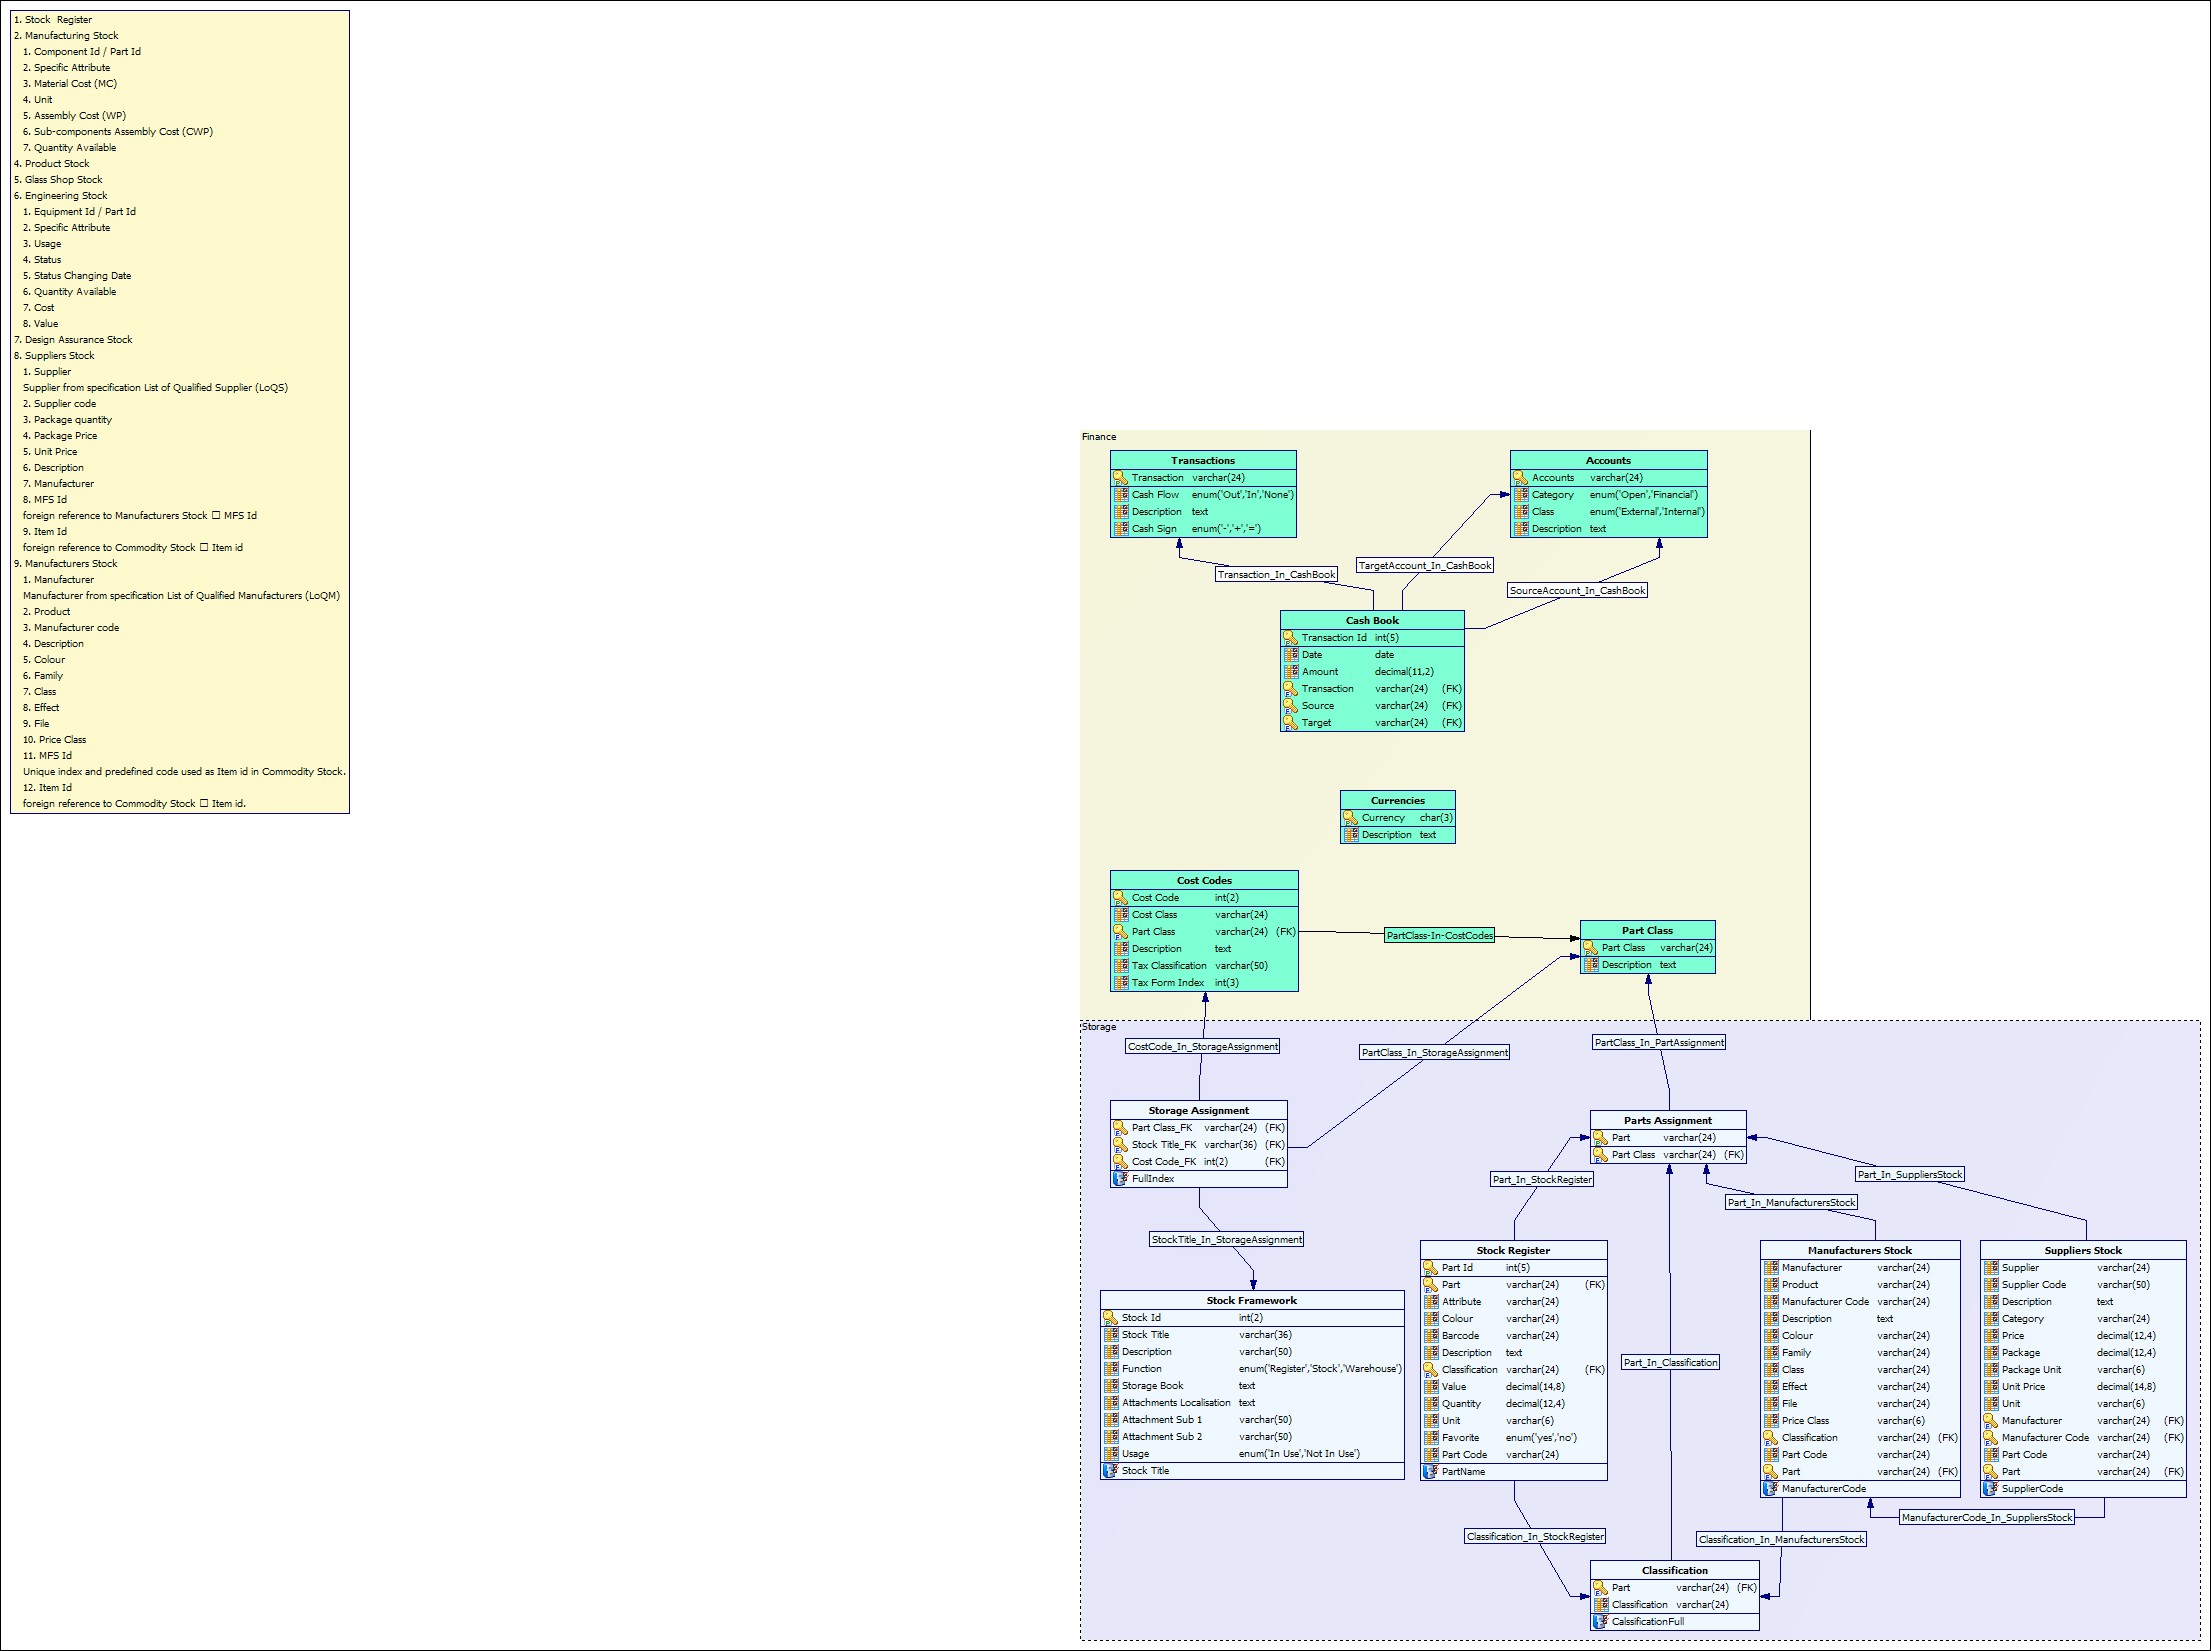 1. Stock  Register
2. Manufacturing Stock
1. Component Id / Part Id
2. Specific Attribute
3. Material Cost (MC)
4. Unit
5. Assembly Cost (WP)
6. Sub-components Assembly Cost (CWP)
7. Quantity Available
4. Product Stock
5. Glass Shop Stock
6. Engineering Stock
1. Equipment Id / Part Id
2. Specific Attribute
3. Usage
4. Status
5. Status Changing Date
6. Quantity Available
7. Cost
8. Value
7. Design Assurance Stock
8. Suppliers Stock
1. Supplier
Supplier from specification List of Qualified Supplier (LoQS)
2. Supplier code
3. Package quantity
4. Package Price
5. Unit Price
6. Description
7. Manufacturer
8. MFS Id
foreign reference to Manufacturers Stock □ MFS Id
9. Item Id
foreign reference to Commodity Stock □ Item id
9. Manufacturers Stock
1. Manufacturer
Manufacturer from specification List of Qualified Manufacturers (LoQM)
2. Product
3. Manufacturer code
4. Description
5. Colour
6. Family
7. Class
8. Effect
9. File
10. Price Class
11. MFS Id
Unique index and predefined code used as Item id in Commodity Stock.
12. Item Id
foreign reference to Commodity Stock □ Item id.
Finance
Transactions
Transaction varchar(24)
Cash Flow enum('Out','In','None')
Description text
Cash Sign enum('-','+','=')
Accounts
Accounts varchar(24)
Category enum('Open','Financial')
Class enum('External','Internal')
Description text
Transaction_In_CashBook
TargetAccount_In_CashBook
SourceAccount_In_CashBook
Cash Book
Transaction Id int(5)
Date date
Amount decimal(11,2)
Transaction varchar(24) (FK)
Source varchar(24) (FK)
Target varchar(24) (FK)
Currencies
Currency char(3)
Description text
Cost Codes
Cost Code int(2)
Cost Class varchar(24)
Part Class varchar(24) (FK)
Description text
Tax Classification varchar(50)
Tax Form Index int(3)
PartClass-In-CostCodes
Part Class
Part Class varchar(24)
Description text
Storage
CostCode_In_StorageAssignment
PartClass_In_StorageAssignment
PartClass_In_PartAssignment
Storage Assignment
Part Class_FK varchar(24) (FK)
Stock Title_FK varchar(36) (FK)
Cost Code_FK int(2) (FK)
FullIndex
Parts Assignment
Part varchar(24)
Part Class varchar(24) (FK)
Part_In_StockRegister
Part_In_ManufacturersStock
Part_In_SuppliersStock
StockTitle_In_StorageAssignment
Stock Framework
Stock Id int(2)
Stock Title varchar(36)
Description varchar(50)
Function enum('Register','Stock','Warehouse')
Storage Book text
Attachments Localisation text
Attachment Sub 1 varchar(50)
Attachment Sub 2 varchar(50)
Usage enum('In Use','Not In Use')
Stock Title
Stock Register
Part Id int(5)
Part varchar(24) (FK)
Attribute varchar(24)
Colour varchar(24)
Barcode varchar(24)
Description text
Classification varchar(24) (FK)
Value decimal(14,8)
Quantity decimal(12,4)
Unit varchar(6)
Favorite enum('yes','no')
Part Code varchar(24)
PartName
Part_In_Classification
Manufacturers Stock
Manufacturer varchar(24)
Product varchar(24)
Manufacturer Code varchar(24)
Description text
Colour varchar(24)
Family varchar(24)
Class varchar(24)
Effect varchar(24)
File varchar(24)
Price Class varchar(6)
Classification varchar(24) (FK)
Part Code varchar(24)
Part varchar(24) (FK)
ManufacturerCode
Suppliers Stock
Supplier varchar(24)
Supplier Code varchar(50)
Description text
Category varchar(24)
Price decimal(12,4)
Package decimal(12,4)
Package Unit varchar(6)
Unit Price decimal(14,8)
Unit varchar(6)
Manufacturer varchar(24) (FK)
Manufacturer Code varchar(24) (FK)
Part Code varchar(24)
Part varchar(24) (FK)
SupplierCode
ManufacturerCode_In_SuppliersStock
Classification_In_StockRegister
Classification_In_ManufacturersStock
Classification
Part varchar(24) (FK)
Classification varchar(24)
CalssificationFull